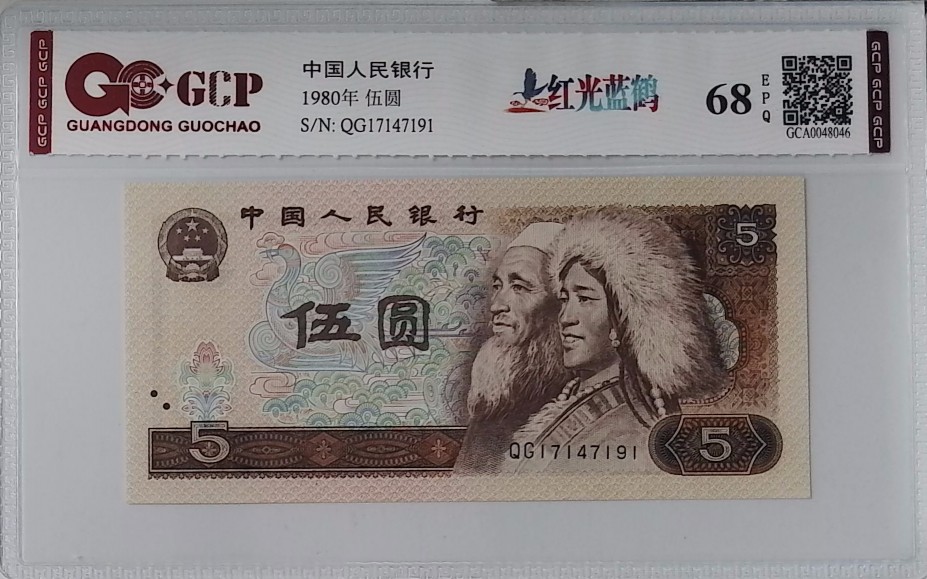 GCP GCP GCP
GCP
GUANGDONG GUOCHAO
中国人民银行
1980年 伍圆
S/N: QG17147191
红光蓝鹤
68
EPQ
GCA0048046
GCP GCP GCP
中国人民银行
5
伍圆
5
QG17147191
5